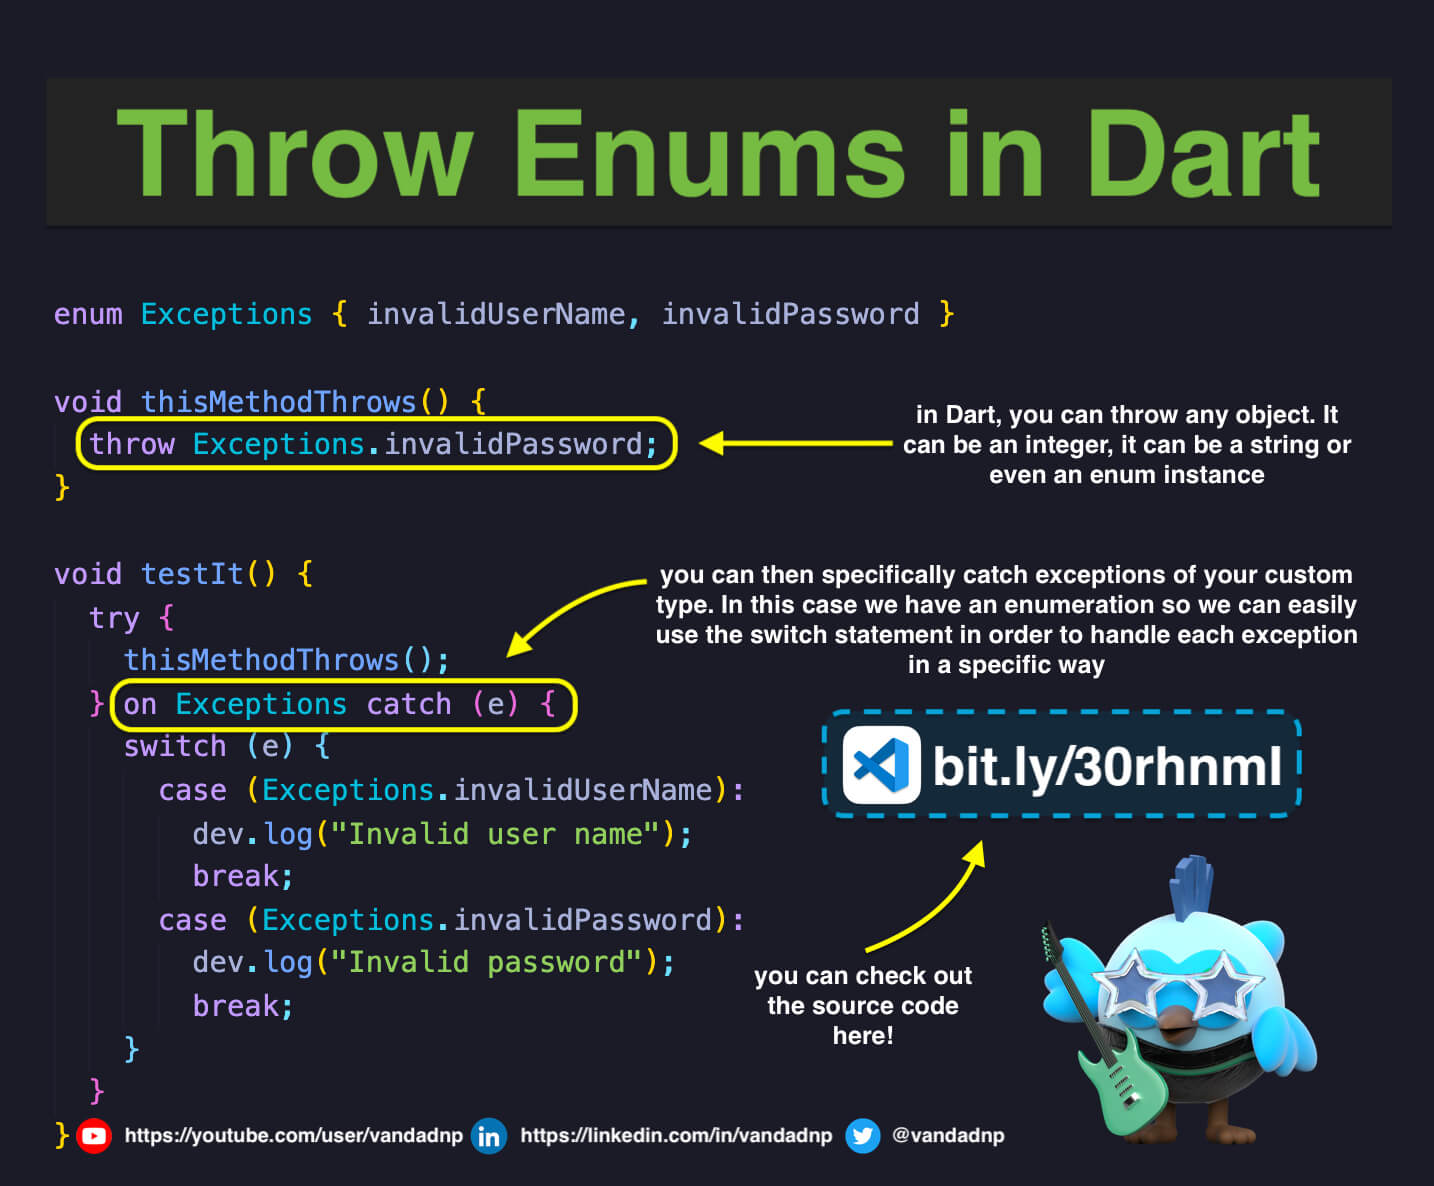 Throw Enums in Dart
enum Exceptions { invalidUserName, invalidPassword }
void thisMethodThrows() {
throw Exceptions.invalidPassword;
}
in Dart, you can throw any object. It
can be an integer, it can be a string or
even an enum instance
void testIt() {
try {
thisMethodThrows();
} on Exceptions catch (e) {
switch (e) {
case (Exceptions.invalidUserName):
dev.log("Invalid user name");
break;
case (Exceptions.invalidPassword):
dev.log("Invalid password");
break;
}
}
}
you can then specifically catch exceptions of your custom
type. In this case we have an enumeration so we can easily
use the switch statement in order to handle each exception
in a specific way
bit.ly/30rhnml
you can check out
the source code
here!
https://youtube.com/user/vandadnp
https://linkedin.com/in/vandadnp
@vandadnp